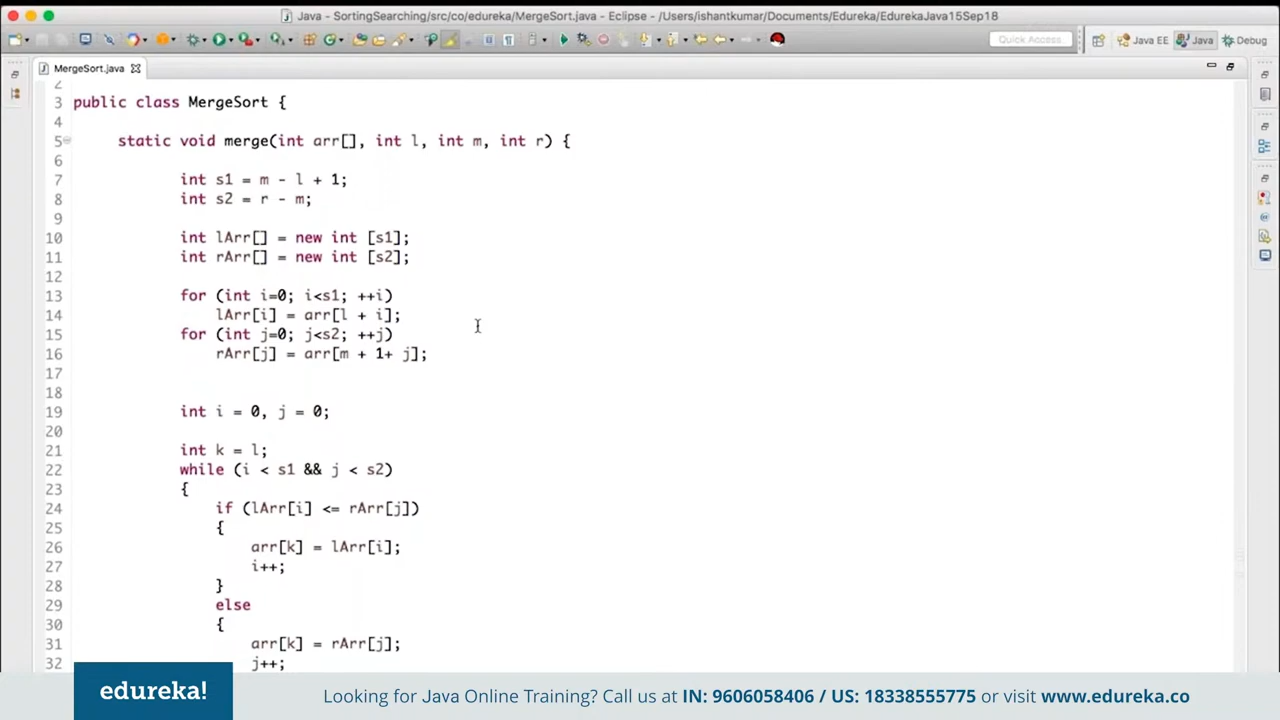 Java - SortingSearching/src/co/edureka/MergeSort.java - Eclipse - /Users/ishantkumar/Documents/Edureka/EdurekaJava15Sep18
Quick Access
Java EE
Java
Debug
MergeSort.java
2
3 public class MergeSort {
4
5 static void merge(int arr[], int l, int m, int r) {
6
7 int s1 = m - l + 1;
8 int s2 = r - m;
9
10 int lArr[] = new int [s1];
11 int rArr[] = new int [s2];
12
13 for (int i=0; i<s1; ++i)
14 lArr[i] = arr[l + i];
15 for (int j=0; j<s2; ++j)
16 rArr[j] = arr[m + 1+ j];
17
18
19 int i = 0, j = 0;
20
21 int k = l;
22 while (i < s1 && j < s2)
23 {
24 if (lArr[i] <= rArr[j])
25 {
26 arr[k] = lArr[i];
27 i++;
28 }
29 else
30 {
31 arr[k] = rArr[j];
32 j++;
edureka!
Looking for Java Online Training? Call us at IN: 9606058406 / US: 18338555775 or visit www.edureka.co